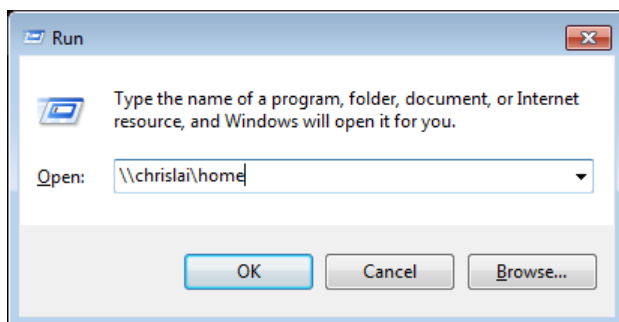 Run
Type the name of a program, folder, document, or Internet
resource, and Windows will open it for you.
Open: \\chrislai\home
OK Cancel Browse...